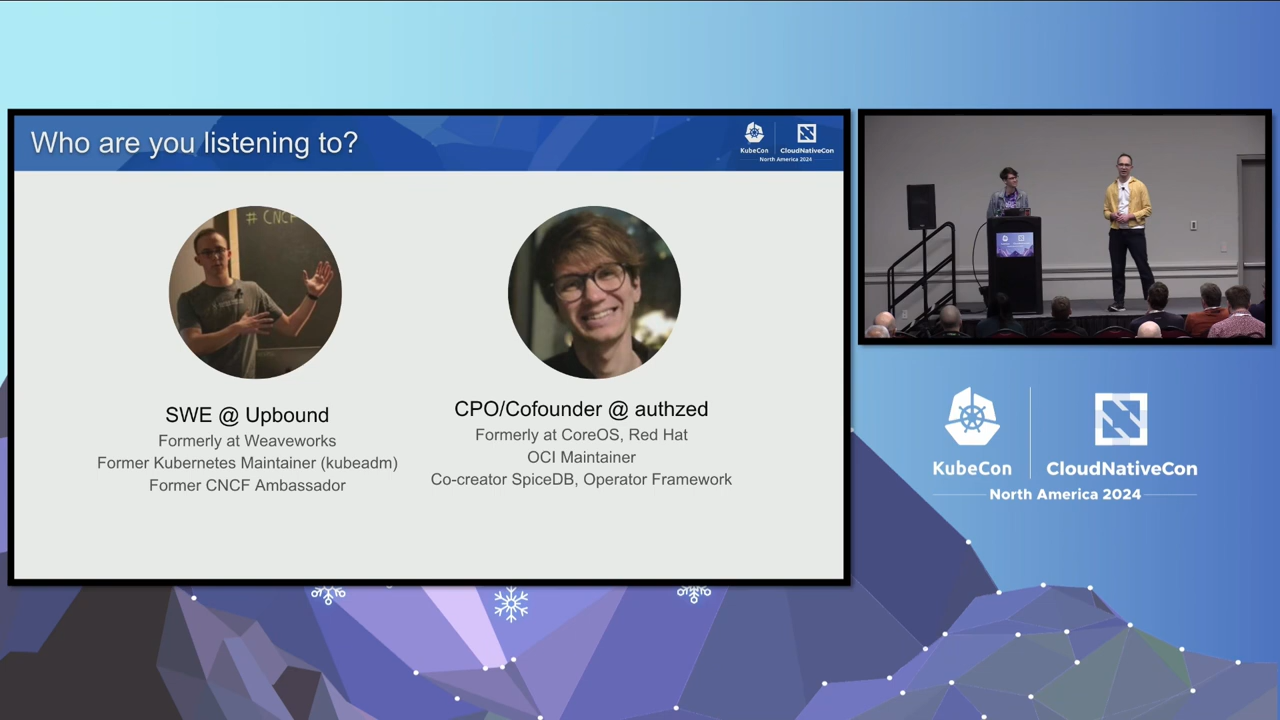 Who are you listening to?
KubeCon
CloudNativeCon
North America 2024
# CNCF
SWE @ Upbound
Formerly at Weaveworks
Former Kubernetes Maintainer (kubeadm)
Former CNCF Ambassador
CPO/Cofounder @ authzed
Formerly at CoreOS, Red Hat
OCI Maintainer
Co-creator SpiceDB, Operator Framework
KubeCon
CloudNativeCon
North America 2024